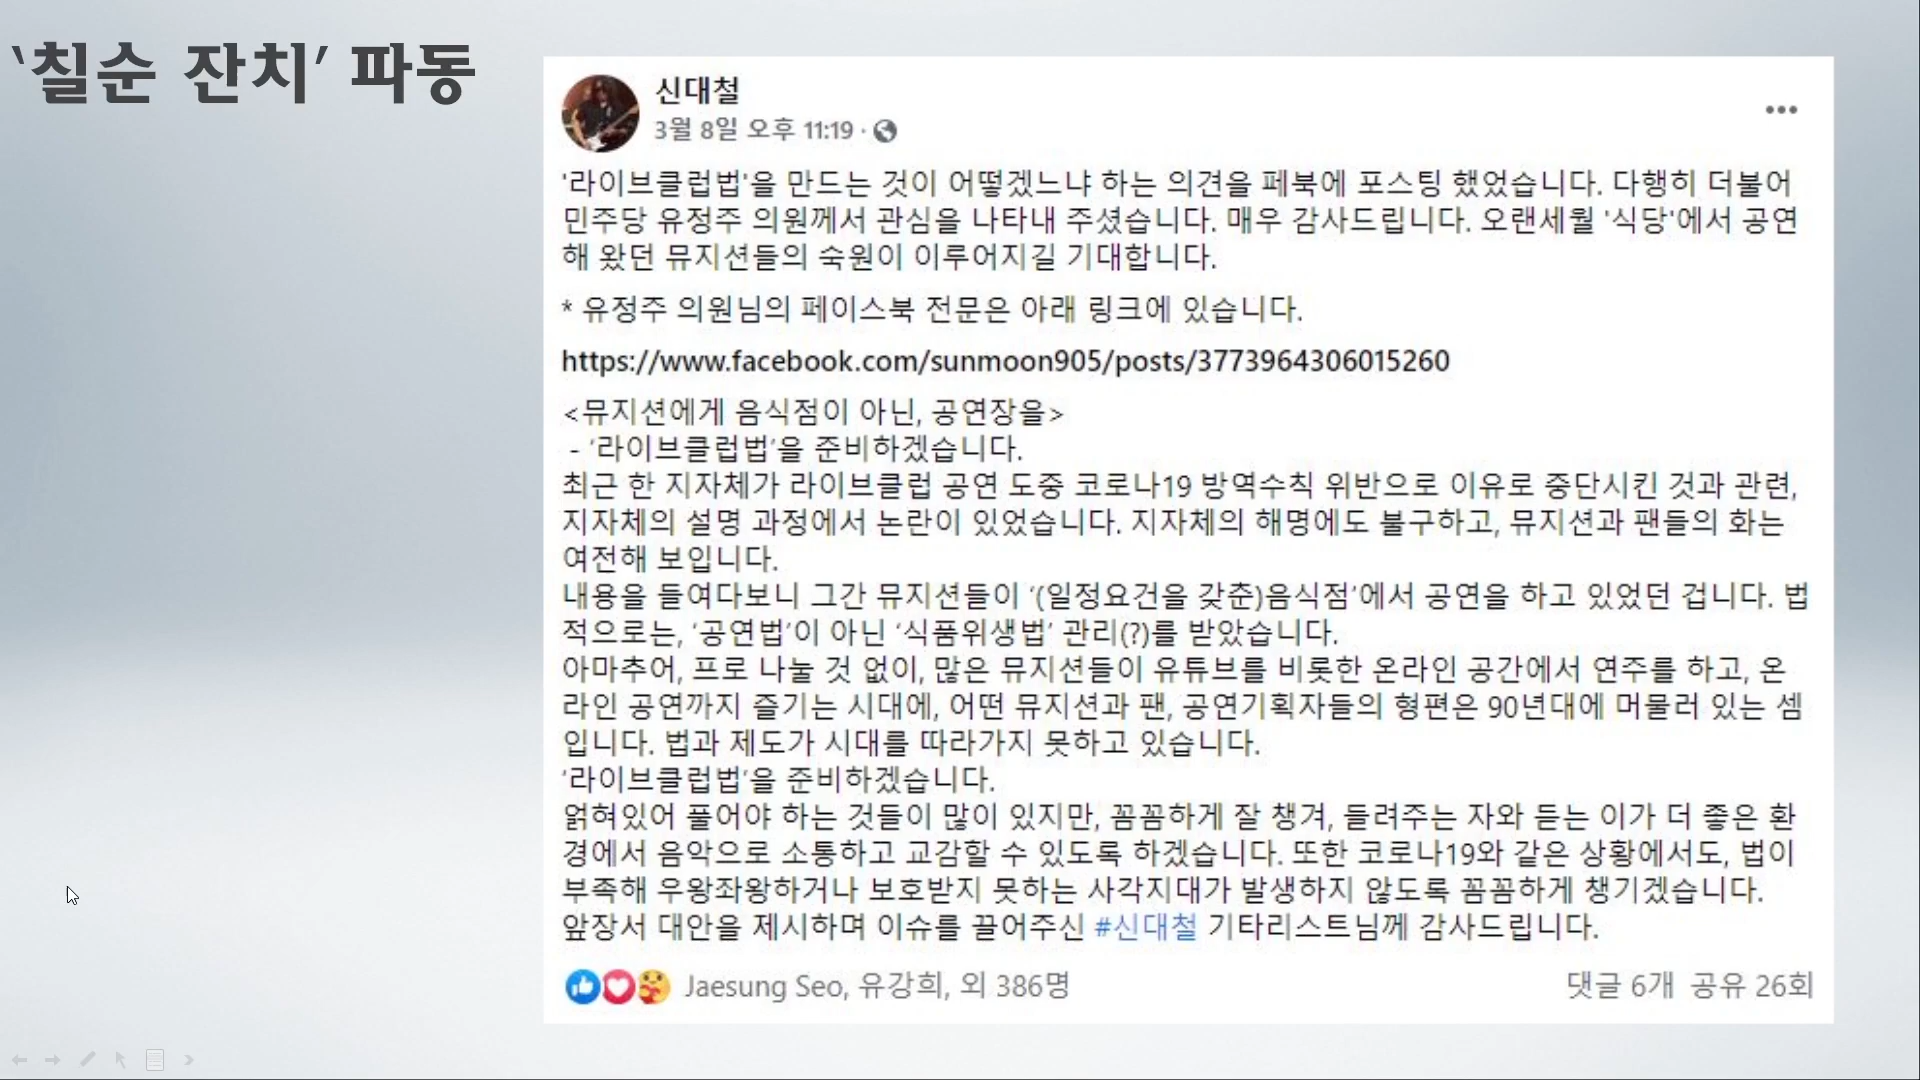 ‘칠순 잔치’ 파동
신대철
3월 8일 오후 11:19 ·
'라이브클럽법'을 만드는 것이 어떻겠느냐 하는 의견을 페북에 포스팅 했었습니다. 다행히 더불어
민주당 유정주 의원께서 관심을 나타내 주셨습니다. 매우 감사드립니다. 오랜세월 '식당'에서 공연
해 왔던 뮤지션들의 숙원이 이루어지길 기대합니다.
* 유정주 의원님의 페이스북 전문은 아래 링크에 있습니다.
https://www.facebook.com/sunmoon905/posts/3773964306015260
<뮤지션에게 음식점이 아닌, 공연장을>
- ‘라이브클럽법’을 준비하겠습니다.
최근 한 지자체가 라이브클럽 공연 도중 코로나19 방역수칙 위반으로 이유로 중단시킨 것과 관련,
지자체의 설명 과정에서 논란이 있었습니다. 지자체의 해명에도 불구하고, 뮤지션과 팬들의 화는
여전해 보입니다.
내용을 들여다보니 그간 뮤지션들이 ‘(일정요건을 갖춘)음식점’에서 공연을 하고 있었던 겁니다. 법
적으로는, ‘공연법’이 아닌 ‘식품위생법’ 관리(?)를 받았습니다.
아마추어, 프로 나눌 것 없이, 많은 뮤지션들이 유튜브를 비롯한 온라인 공간에서 연주를 하고, 온
라인 공연까지 즐기는 시대에, 어떤 뮤지션과 팬, 공연기획자들의 형편은 90년대에 머물러 있는 셈
입니다. 법과 제도가 시대를 따라가지 못하고 있습니다.
‘라이브클럽법’을 준비하겠습니다.
얽혀있어 풀어야 하는 것들이 많이 있지만, 꼼꼼하게 잘 챙겨, 들려주는 자와 듣는 이가 더 좋은 환
경에서 음악으로 소통하고 교감할 수 있도록 하겠습니다. 또한 코로나19와 같은 상황에서도, 법이
부족해 우왕좌왕하거나 보호받지 못하는 사각지대가 발생하지 않도록 꼼꼼하게 챙기겠습니다.
앞장서 대안을 제시하며 이슈를 끌어주신 #신대철 기타리스트님께 감사드립니다.
Jaesung Seo, 유강희, 외 386명
댓글 6개 공유 26회